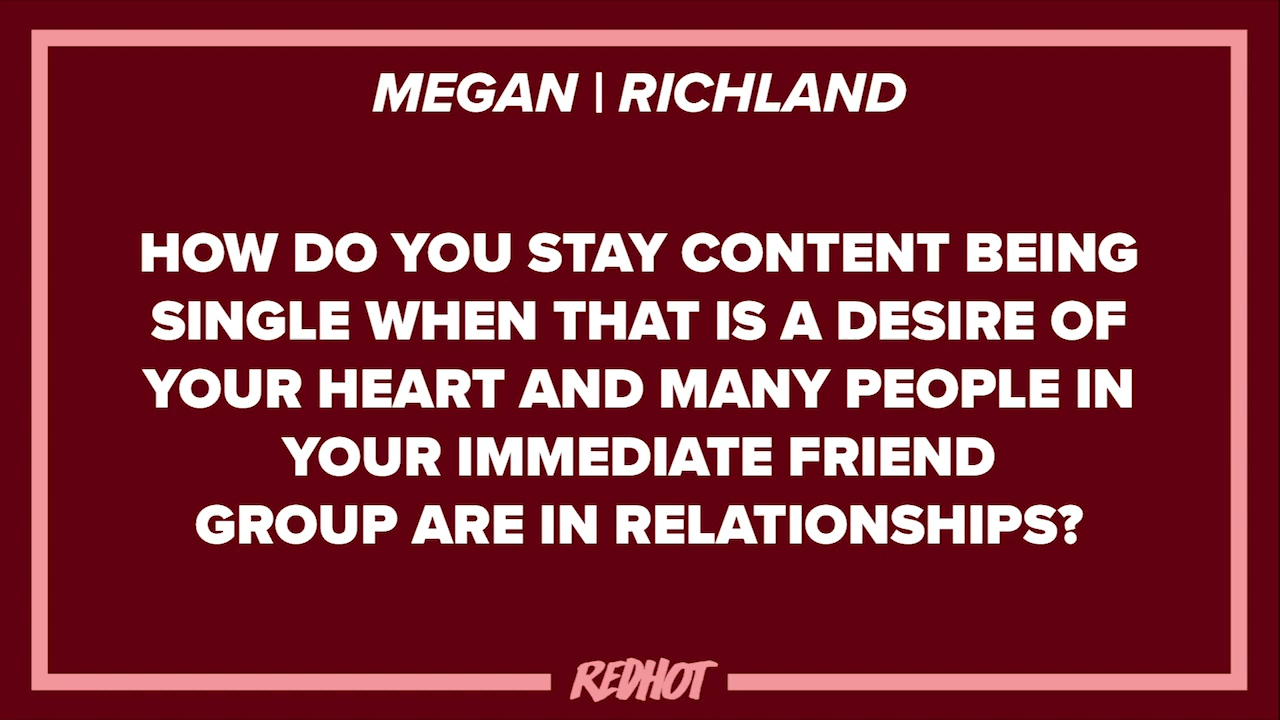 MEGAN | RICHLAND
HOW DO YOU STAY CONTENT BEING
SINGLE WHEN THAT IS A DESIRE OF
YOUR HEART AND MANY PEOPLE IN
YOUR IMMEDIATE FRIEND
GROUP ARE IN RELATIONSHIPS?
REDHOT